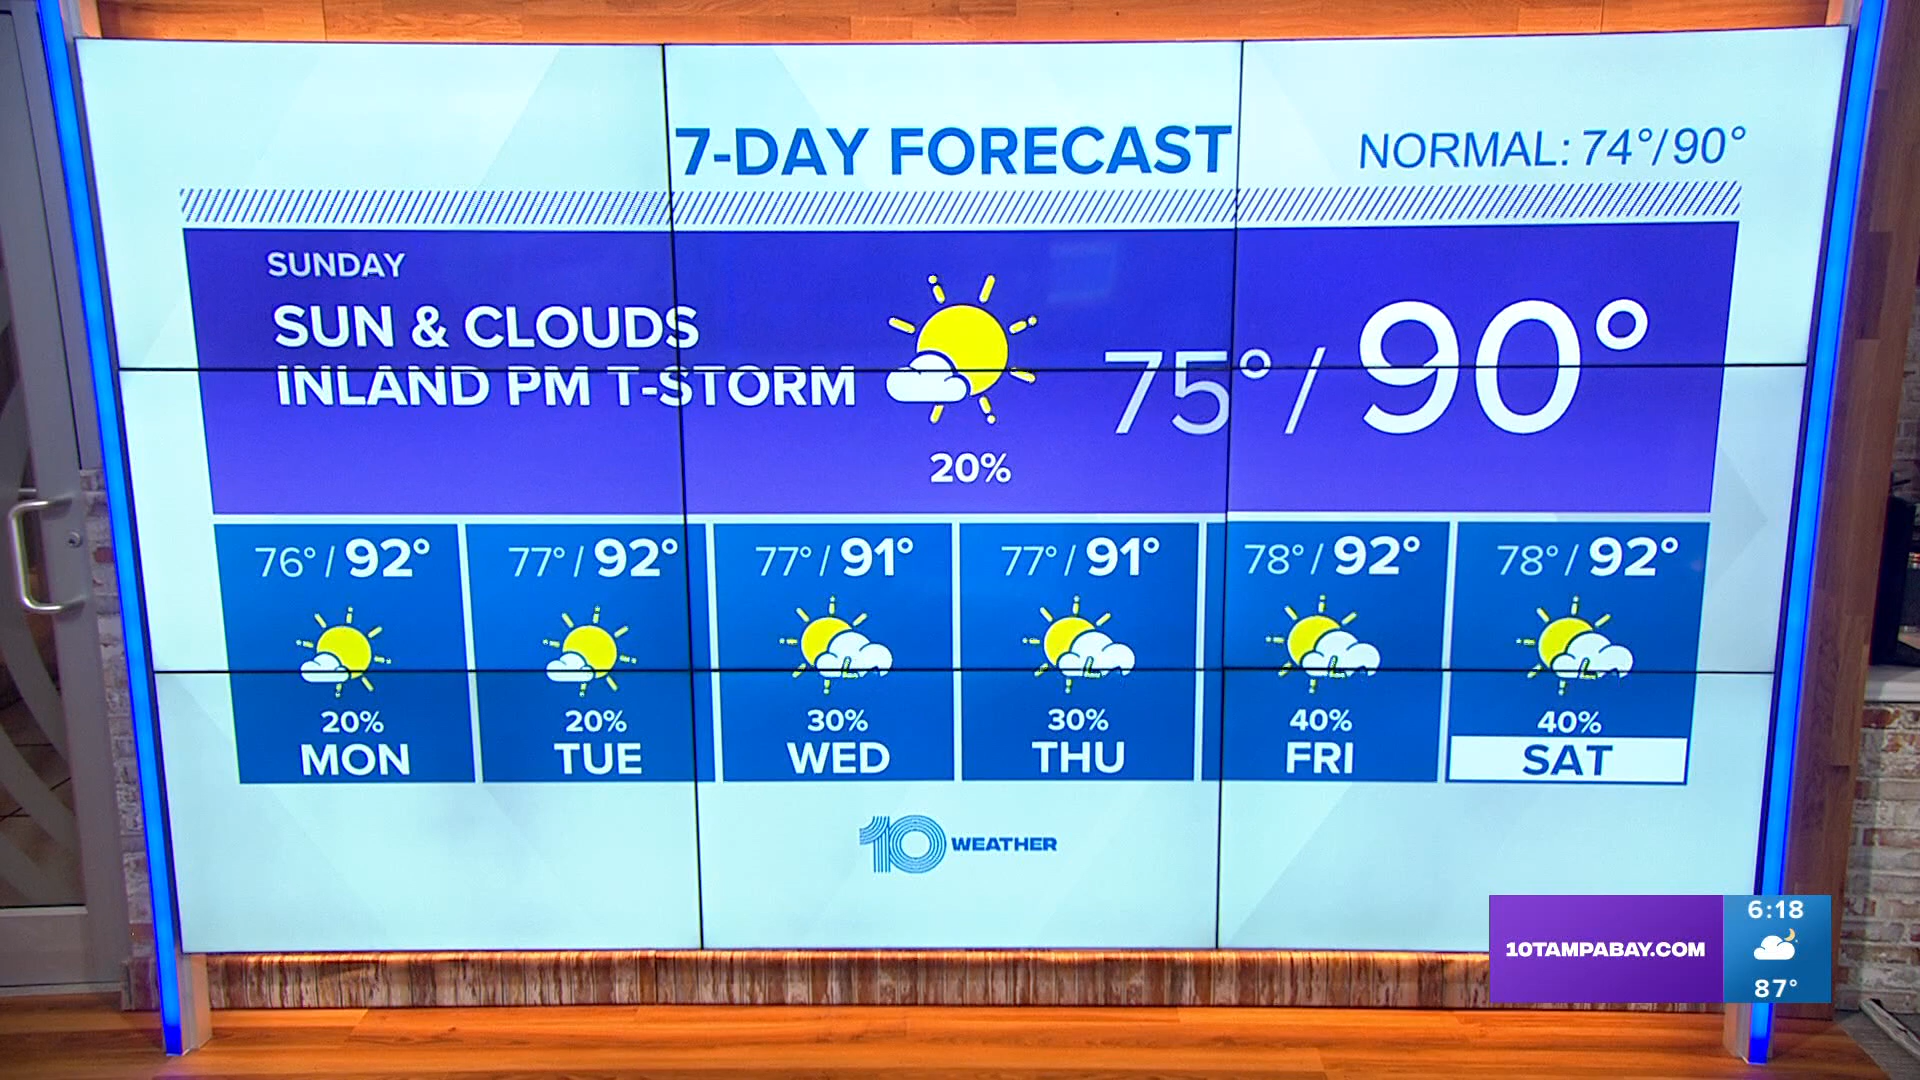 7-DAY FORECAST
NORMAL: 74°/90°
SUNDAY
SUN & CLOUDS
INLAND PM T-STORM
75°/90°
20%
76°/92°
20%
MON
77°/92°
20%
TUE
77°/91°
30%
WED
77°/91°
30%
THU
78°/92°
40%
FRI
78°/92°
40%
SAT
10 WEATHER
10TAMPABAY.COM
6:18
87°